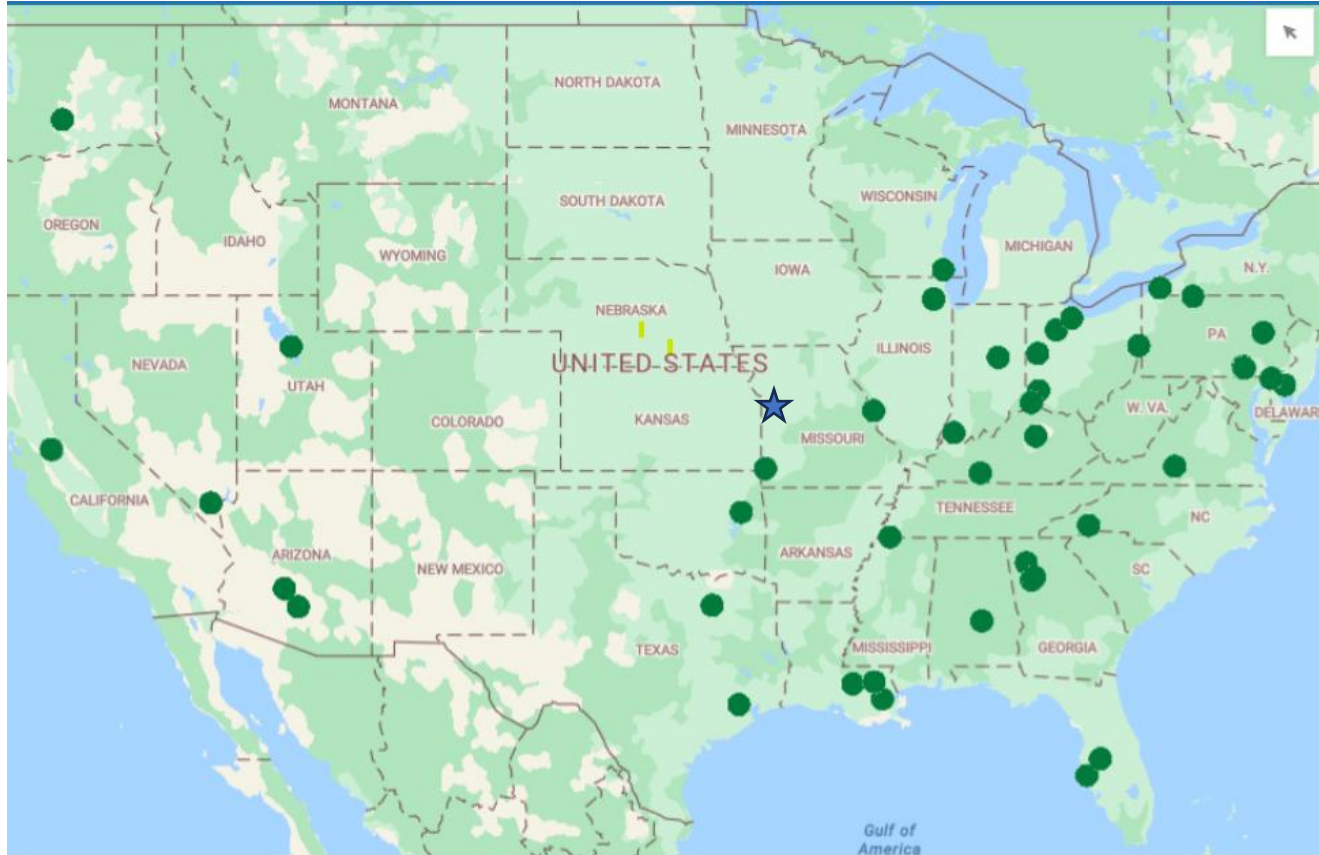 NORTH DAKOTA
MONTANA
MINNESOTA
WISCONSIN
SOUTH DAKOTA
OREGON
IDAHO
WYOMING
MICHIGAN
IOWA
N.Y.
NEBRASKA
PA
ILLINOIS
NEVADA
UNITED STATES
UTAH
W. VA.
DELAWAR
KANSAS
COLORADO
MISSOURI
CALIFORNIA
TENNESSEE
NC
ARIZONA
ARKANSAS
NEW MEXICO
SC
TEXAS
MISSISSIPPI
GEORGIA
Gulf of
America